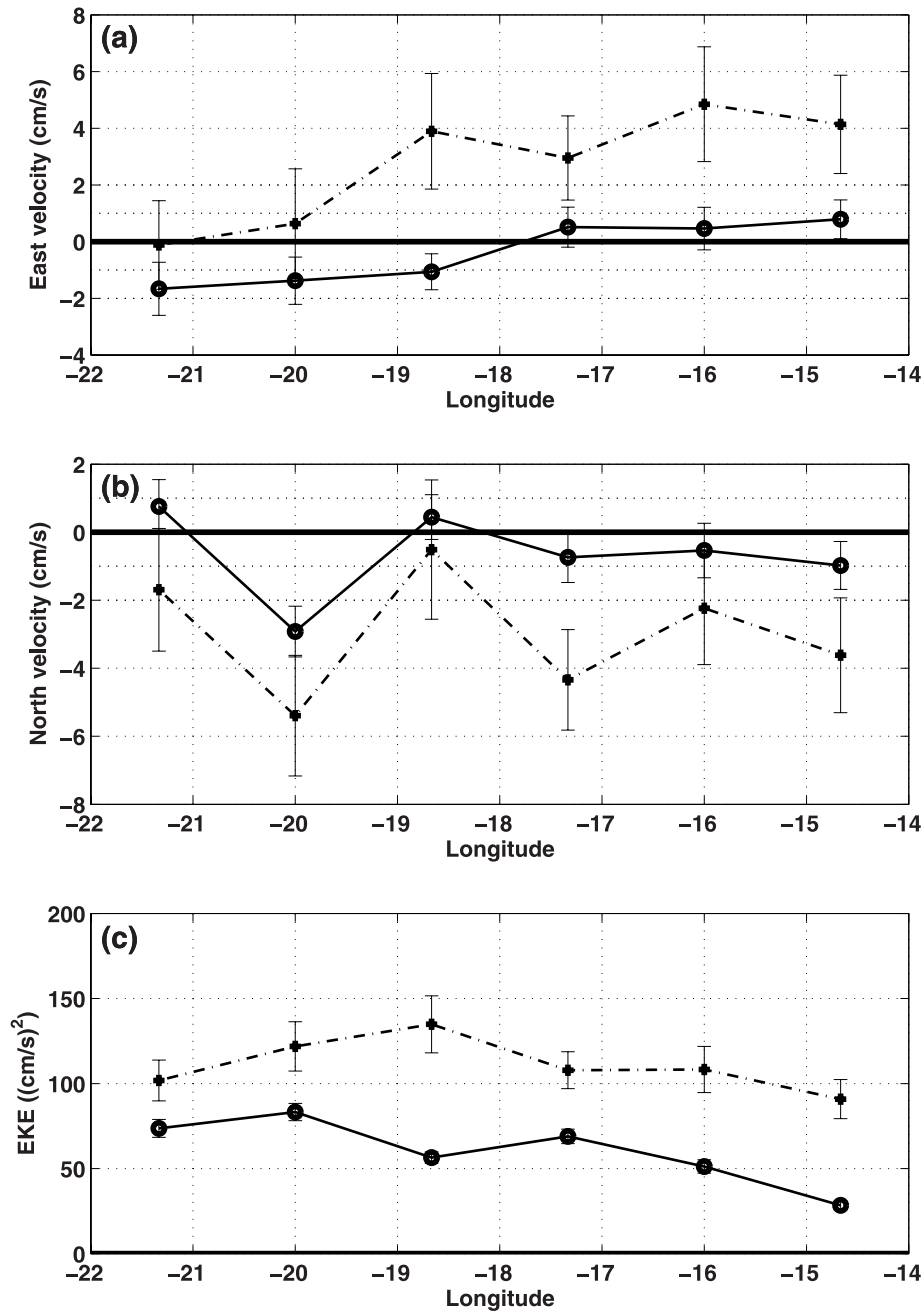 (a)
8
6
4
2
0
−2
−4
East velocity (cm/s)
−22 −21 −20 −19 −18 −17 −16 −15 −14
Longitude
(b)
2
0
−2
−4
−6
−8
North velocity (cm/s)
−22 −21 −20 −19 −18 −17 −16 −15 −14
Longitude
(c)
200
150
100
50
0
EKE ((cm/s)²)
−22 −21 −20 −19 −18 −17 −16 −15 −14
Longitude